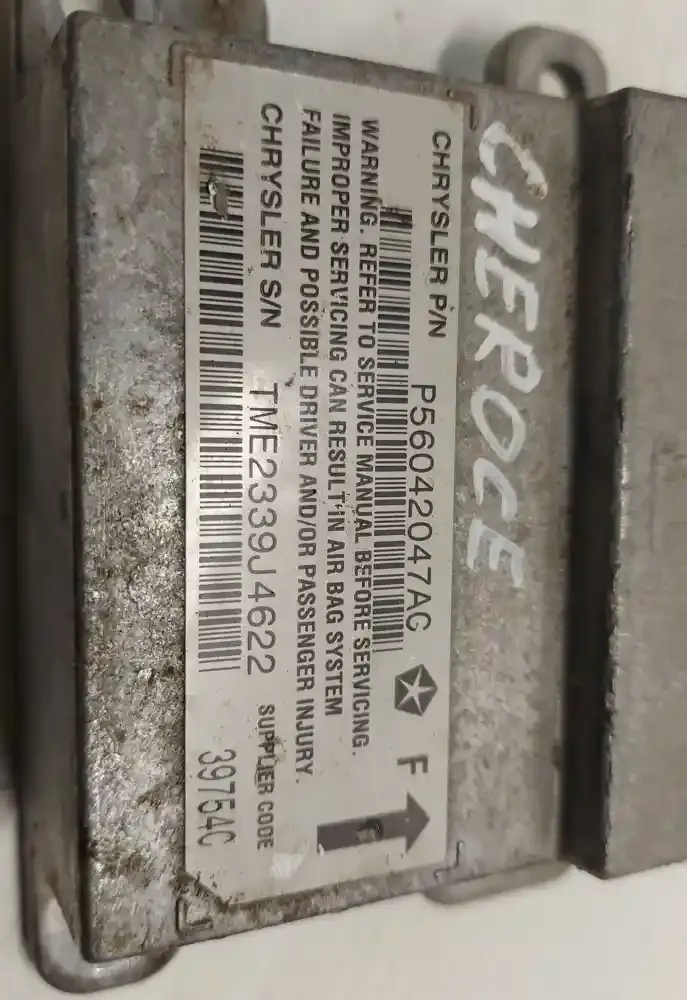 CHEROCE
CHRYSLER P/N P56042047AC F
WARNING. REFER TO SERVICE MANUAL BEFORE SERVICING.
IMPROPER SERVICING CAN RESULT IN AIR BAG SYSTEM
FAILURE AND POSSIBLE DRIVER AND/OR PASSENGER INJURY.
CHRYSLER S/N TME2339J4622 SUPPLIER CODE
39754C